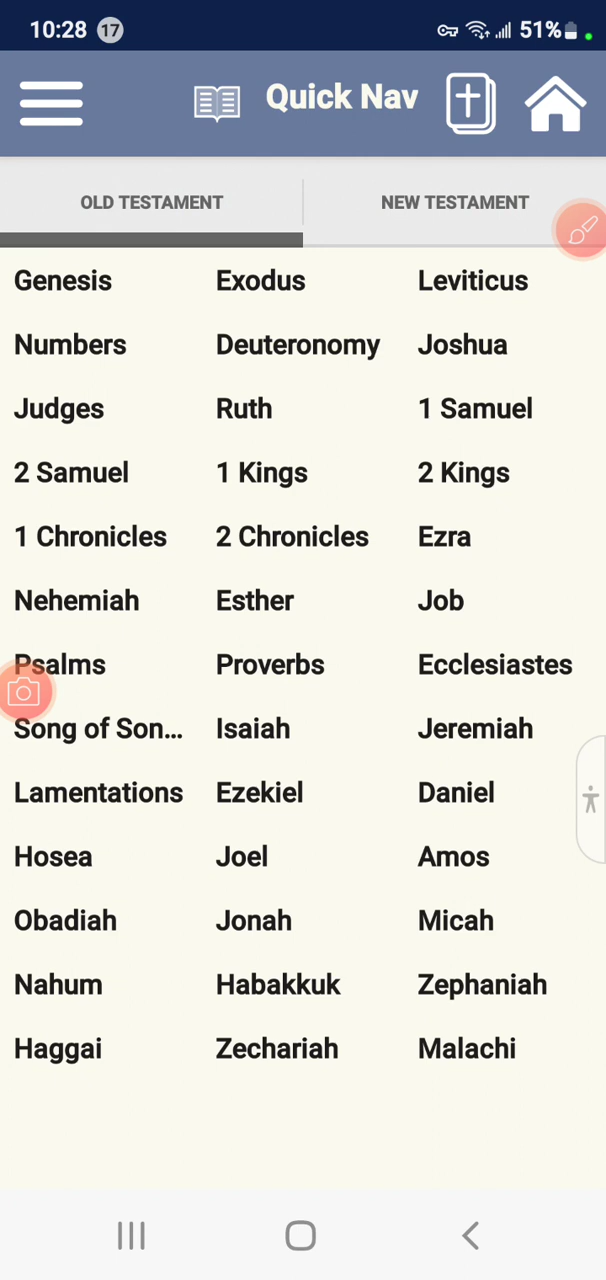 10:28 17 51%
Quick Nav
OLD TESTAMENT NEW TESTAMENT
Genesis Exodus Leviticus
Numbers Deuteronomy Joshua
Judges Ruth 1 Samuel
2 Samuel 1 Kings 2 Kings
1 Chronicles 2 Chronicles Ezra
Nehemiah Esther Job
Psalms Proverbs Ecclesiastes
Song of Son... Isaiah Jeremiah
Lamentations Ezekiel Daniel
Hosea Joel Amos
Obadiah Jonah Micah
Nahum Habakkuk Zephaniah
Haggai Zechariah Malachi